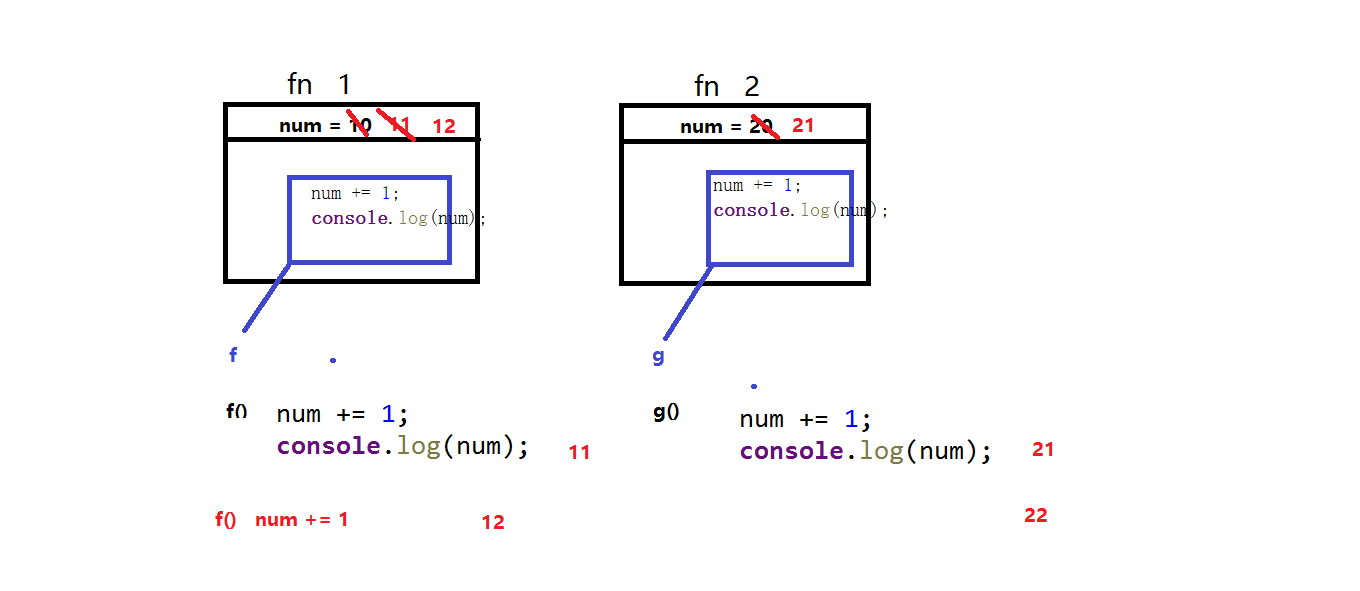 fn 1
num = 10 11 12
num += 1;
console.log(num);
f
f() num += 1;
console.log(num); 11
f() num += 1 12
fn 2
num = 20 21
num += 1;
console.log(num);
g
g() num += 1;
console.log(num); 21
22